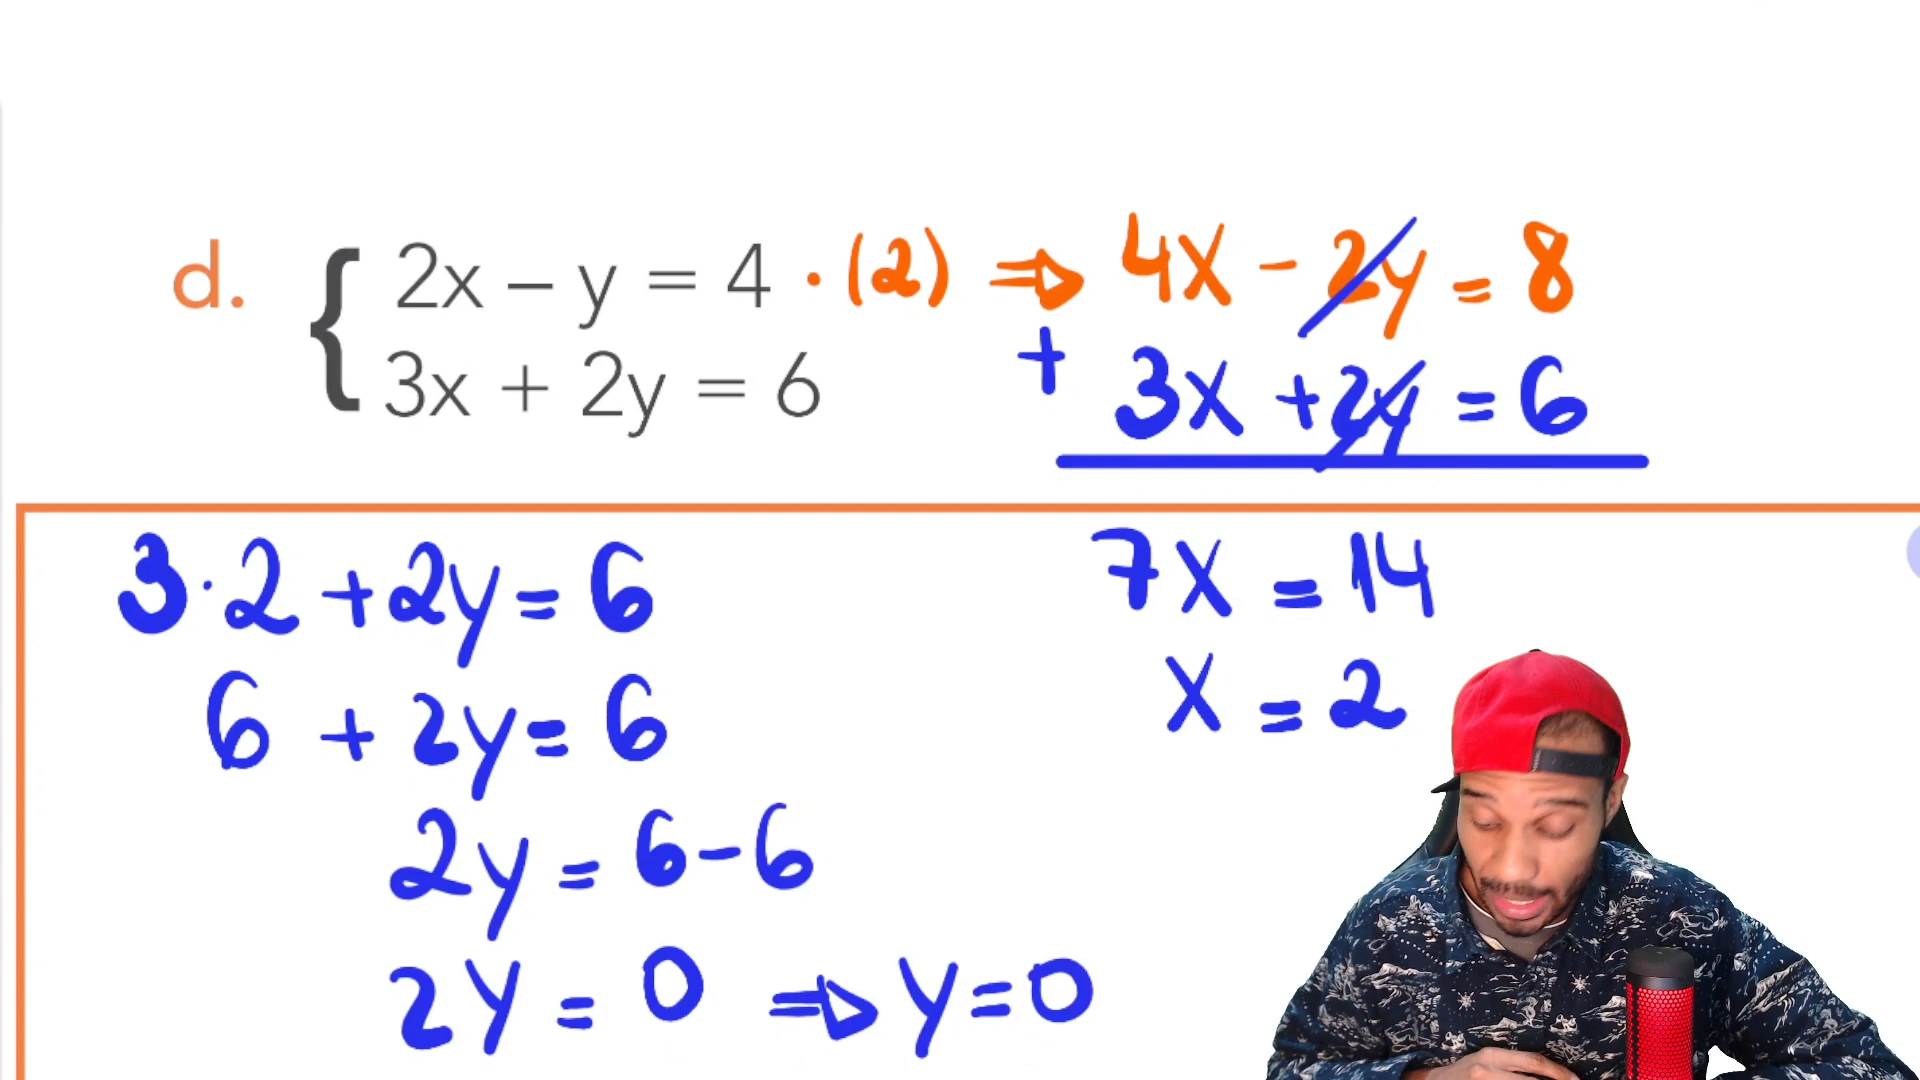 d. { 2x – y = 4 · (2) ⇒ 4x - 2y = 8
3x + 2y = 6 + 3x + 2y = 6
3 · 2 + 2y = 6
6 + 2y = 6
2y = 6 - 6
2y = 0 ⇒ y = 0
7x = 14
x = 2